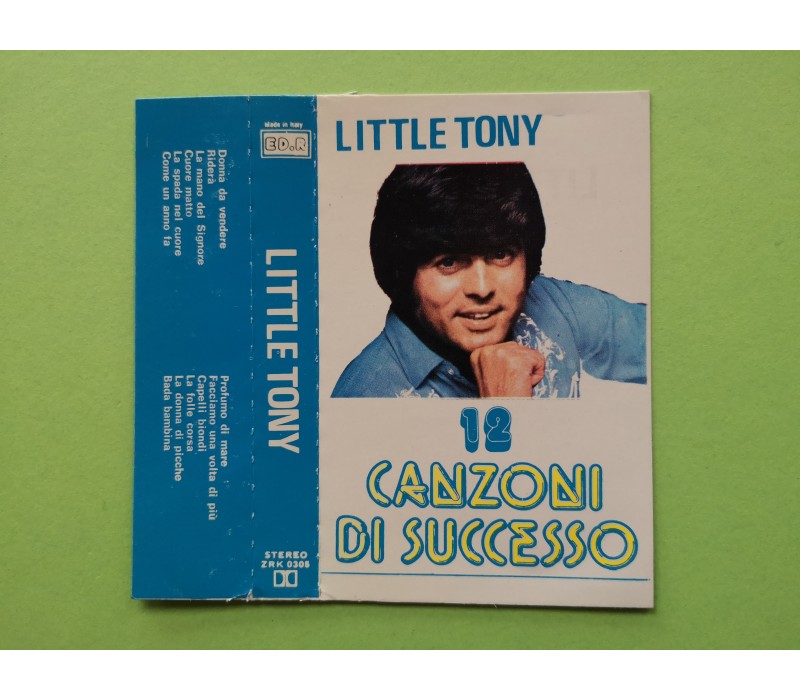 Donna da vendere
Riderà
La mano del Signore
Cuore matto
La spada nel cuore
Come un anno fa
Profumo di mare
Facciamo una volta di più
Capelli biondi
La folle corsa
La donna di picche
Bada bambina
Made in Italy
ED.R
LITTLE TONY
STEREO
ZRK 0305
LITTLE TONY
12
CANZONI
DI SUCCESSO